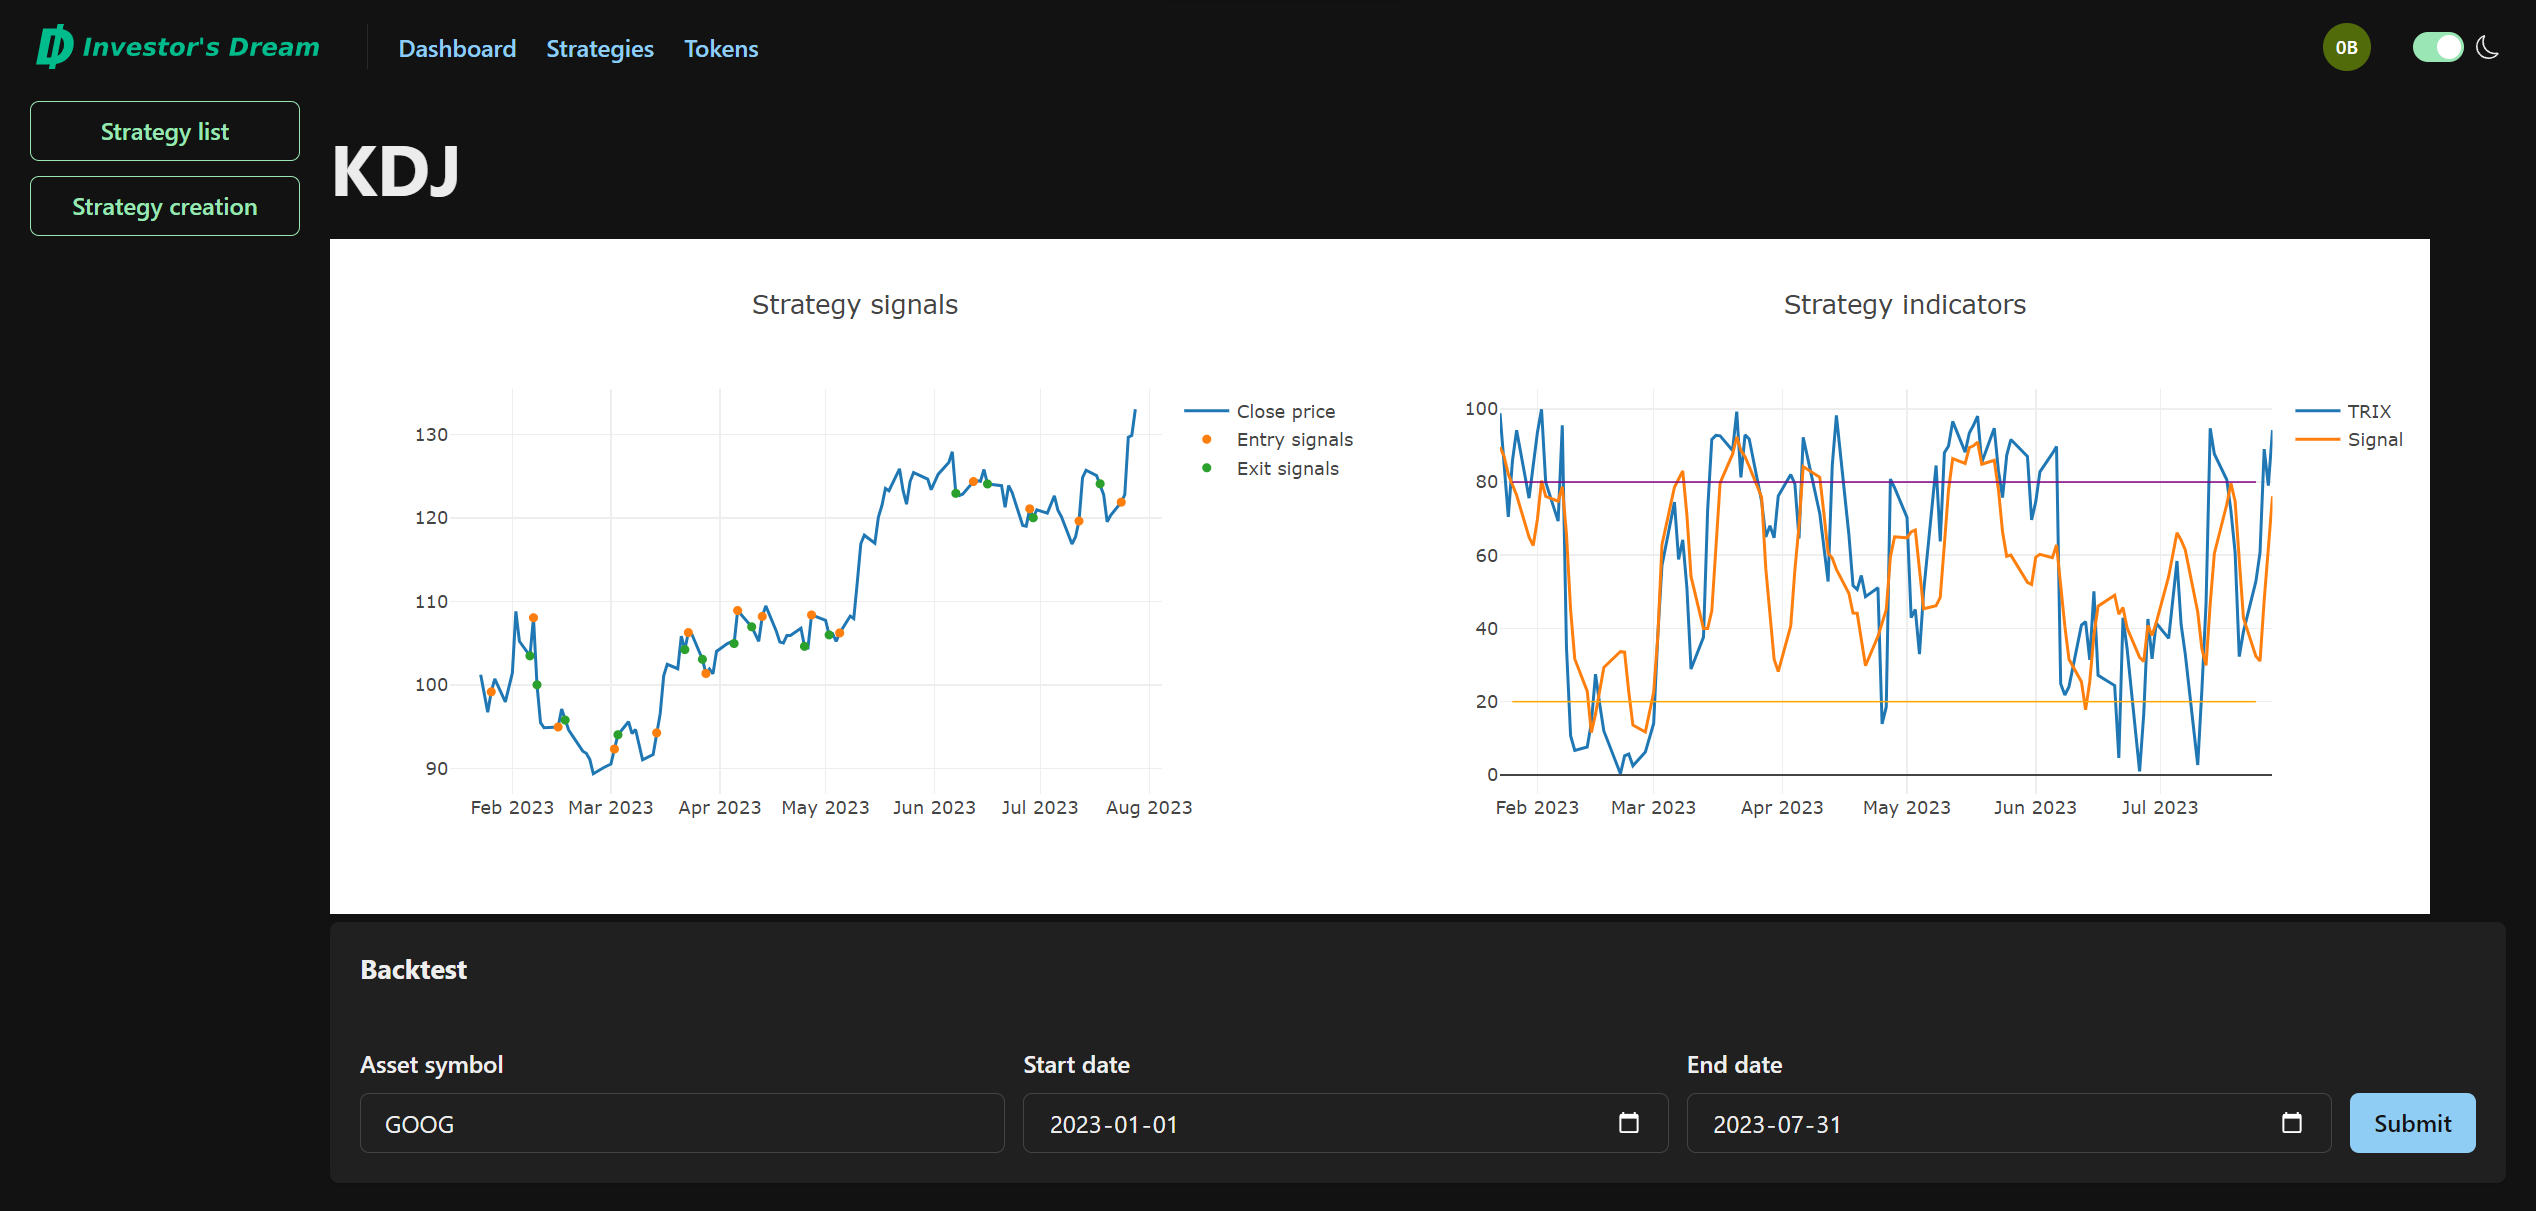 Investor's Dream
Dashboard Strategies Tokens
0B
Strategy list
Strategy creation
KDJ
Strategy signals
130
120
110
100
90
Feb 2023 Mar 2023 Apr 2023 May 2023 Jun 2023 Jul 2023 Aug 2023
Close price
Entry signals
Exit signals
Strategy indicators
100
80
60
40
20
0
Feb 2023 Mar 2023 Apr 2023 May 2023 Jun 2023 Jul 2023
TRIX
Signal
Backtest
Asset symbol
GOOG
Start date
2023-01-01
End date
2023-07-31
Submit